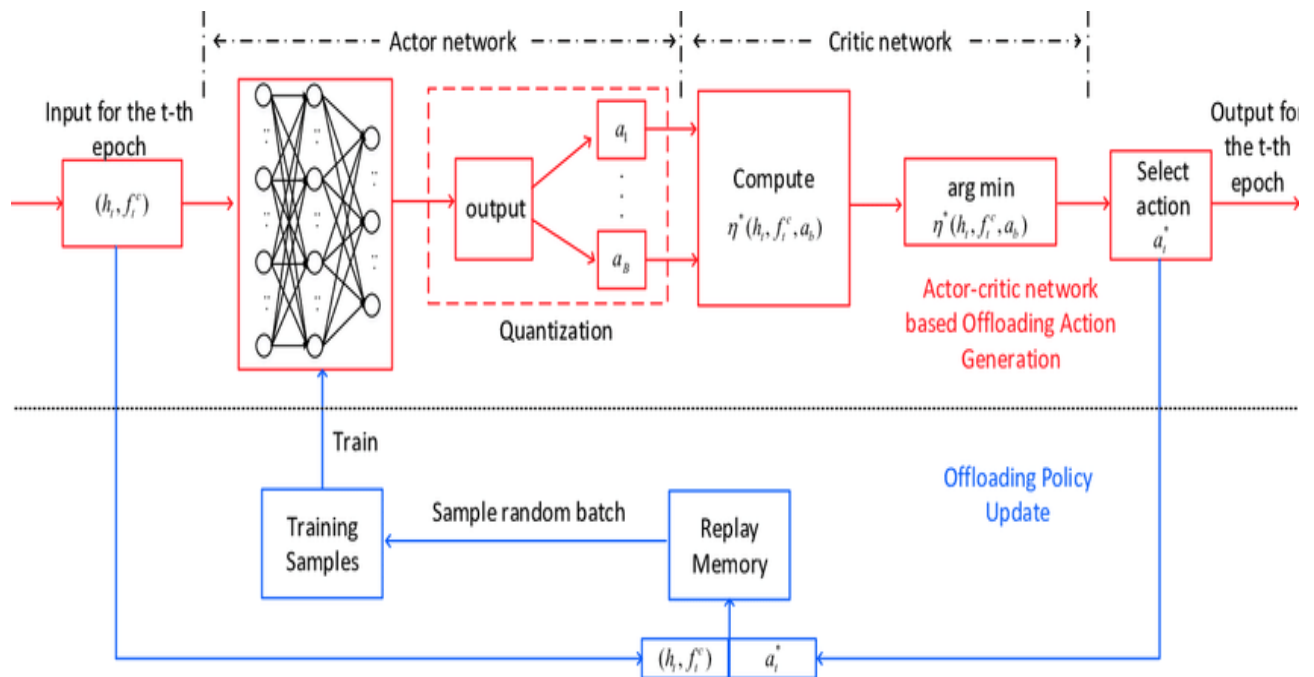 Actor network
Critic network
Input for the t-th
epoch
(h_t, f_t^c)
output
a_1
a_B
Quantization
Compute
η*(h_t, f_t^c, a_b)
arg min
η*(h_t, f_t^c, a_b)
Select
action
a_t^*
Output for
the t-th
epoch
Actor-critic network
based Offloading Action
Generation
Train
Training
Samples
Sample random batch
Replay
Memory
Offloading Policy
Update
(h_t, f_t^c)
a_t^*